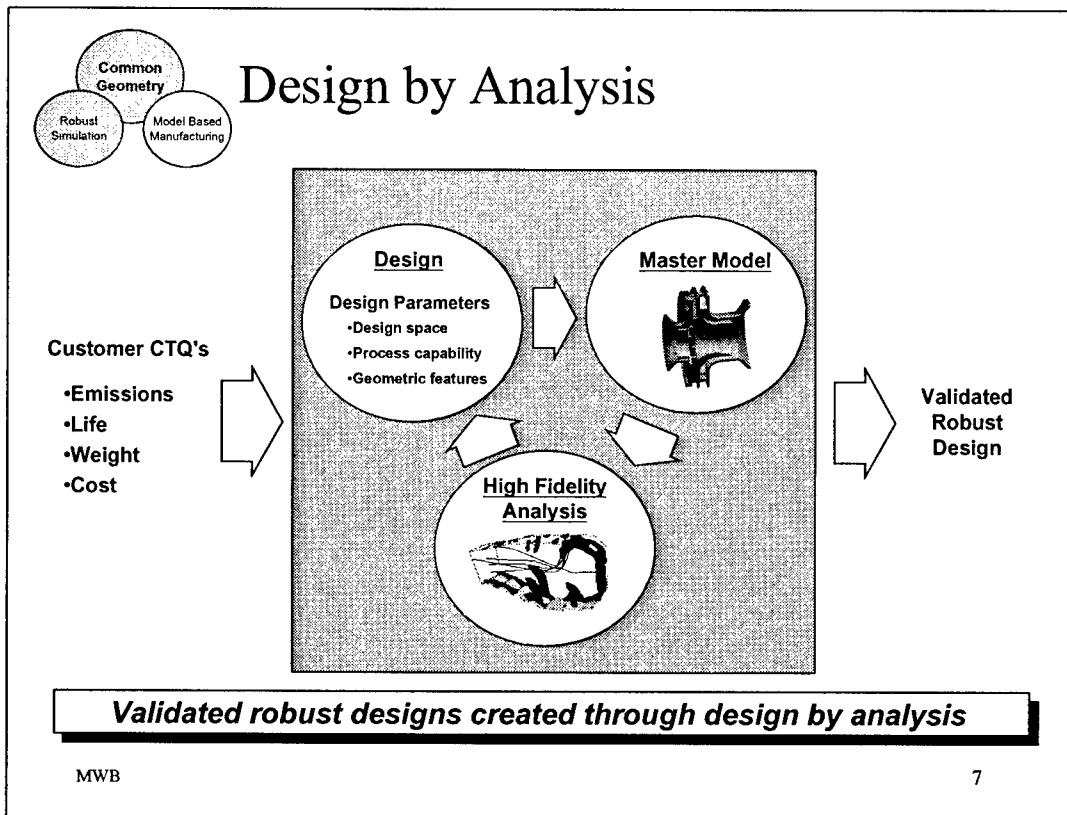 Common
Geometry
Robust
Simulation
Model Based
Manufacturing
Design by Analysis
Customer CTQ's
•Emissions
•Life
•Weight
•Cost
Design
Design Parameters
•Design space
•Process capability
•Geometric features
Master Model
High Fidelity
Analysis
Validated
Robust
Design
Validated robust designs created through design by analysis
MWB
7